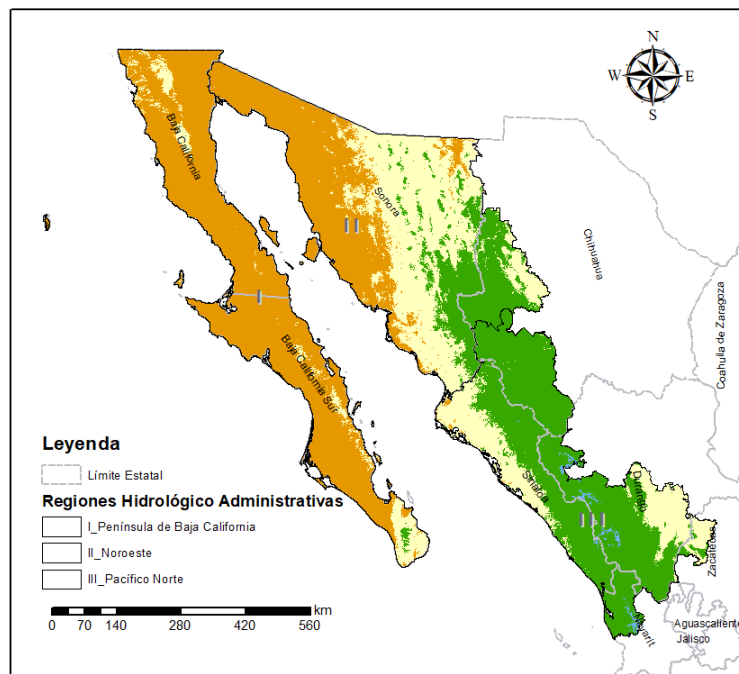 N
W E
S
Baja California
Sonora
II
Chihuahua
I
Coahuila de Zaragoza
Baja California Sur
Leyenda
Límite Estatal
Sinaloa
Durango
Regiones Hidrológico Administrativas
III
I_Península de Baja California
II_Noroeste
Zacatecas
III_Pacífico Norte
km
0 70 140 280 420 560
Aguascaliente
Jalisco